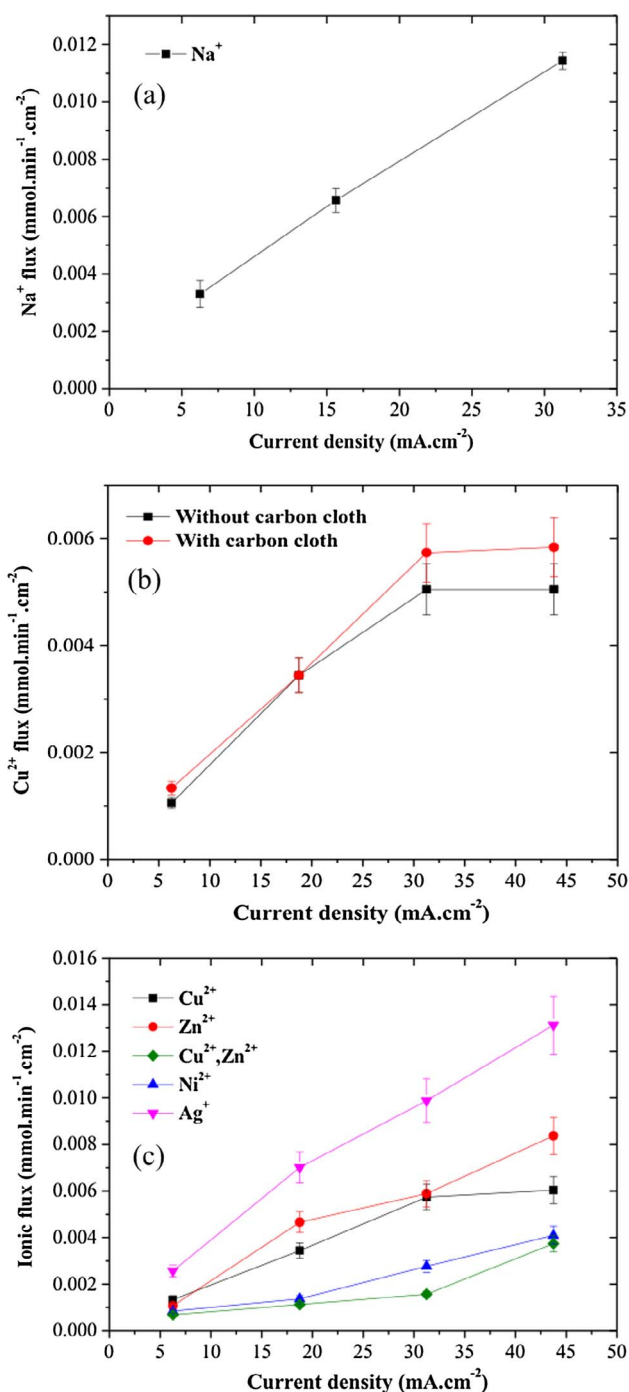 0.012
Na⁺
0.010
(a)
0.008
0.006
0.004
0.002
0.000
Na⁺ flux (mmol.min⁻¹.cm⁻²)
0 5 10 15 20 25 30 35
Current density (mA.cm⁻²)
Without carbon cloth
With carbon cloth
0.006
(b)
0.004
0.002
0.000
Cu²⁺ flux (mmol.min⁻¹.cm⁻²)
0 5 10 15 20 25 30 35 40 45 50
Current density (mA.cm⁻²)
0.016
Cu²⁺
0.014
Zn²⁺
0.012
Cu²⁺,Zn²⁺
Ni²⁺
0.010
Ag⁺
0.008
(c)
0.006
0.004
0.002
0.000
Ionic flux (mmol.min⁻¹.cm⁻²)
0 5 10 15 20 25 30 35 40 45 50
Current density (mA.cm⁻²)